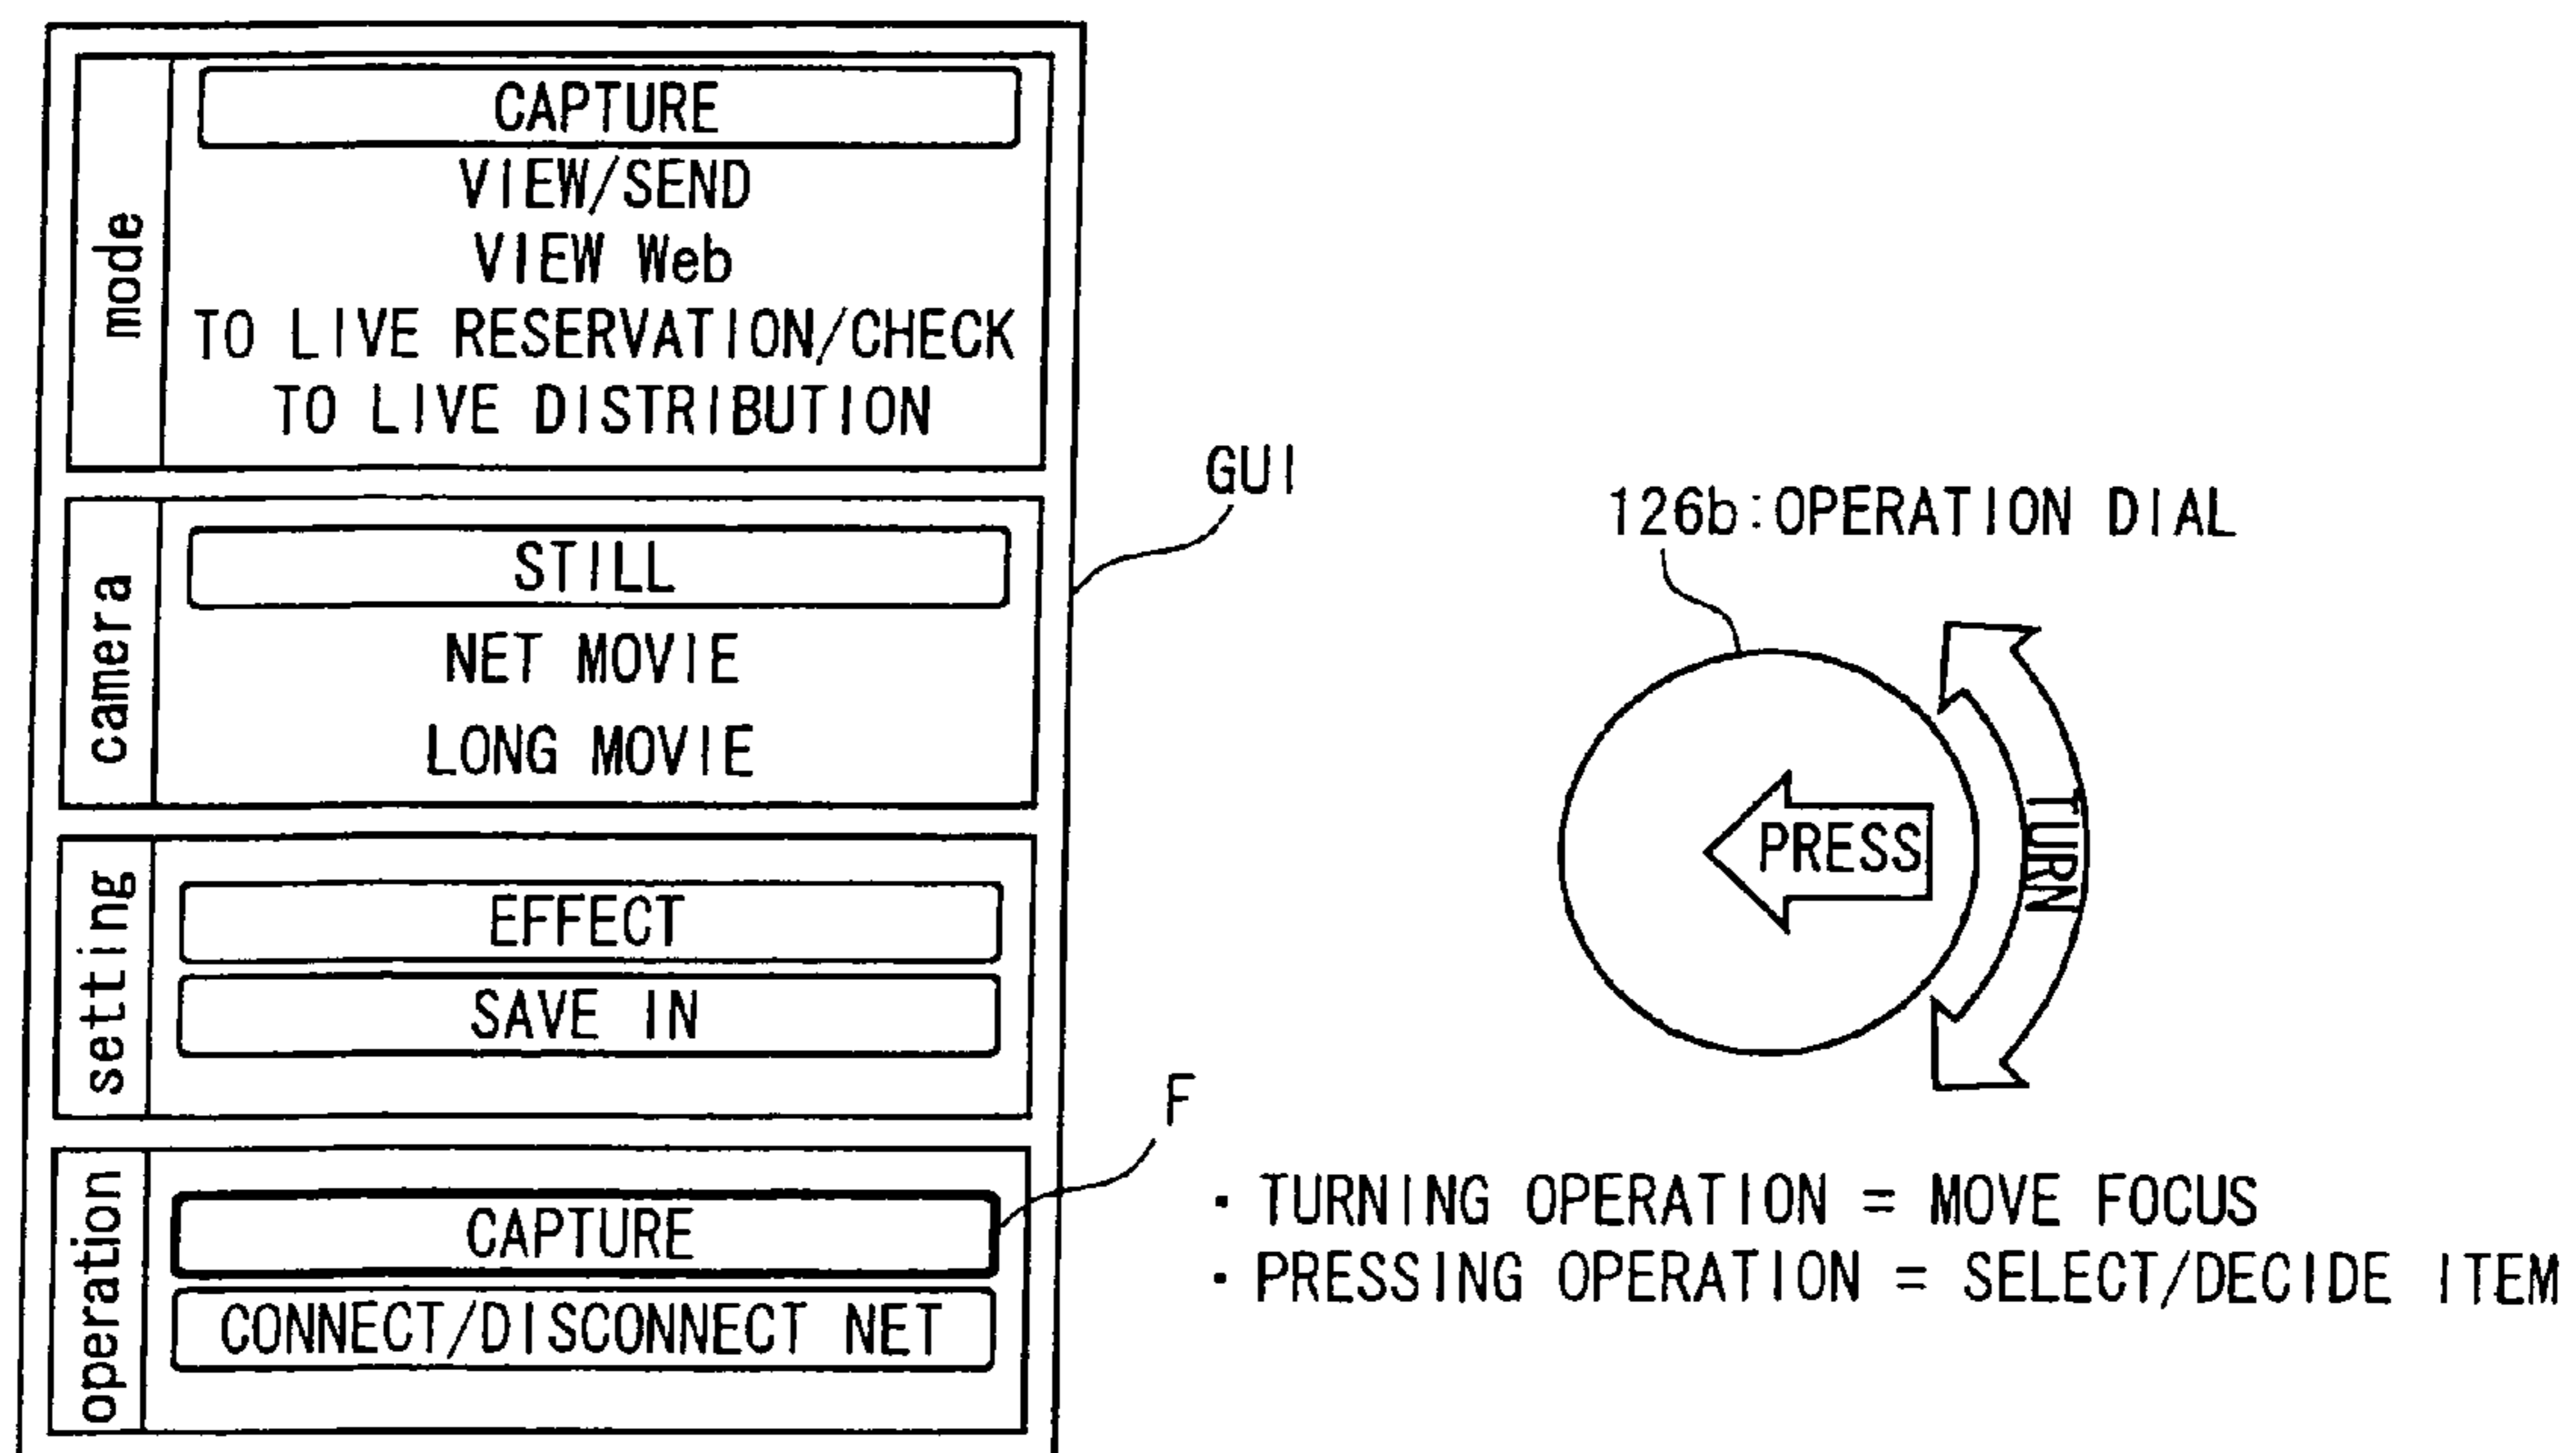 mode
CAPTURE
VIEW/SEND
VIEW Web
TO LIVE RESERVATION/CHECK
TO LIVE DISTRIBUTION
camera
STILL
NET MOVIE
LONG MOVIE
setting
EFFECT
SAVE IN
operation
CAPTURE
CONNECT/DISCONNECT NET
GUI
F
126b:OPERATION DIAL
PRESS
TURN
· TURNING OPERATION = MOVE FOCUS
· PRESSING OPERATION = SELECT/DECIDE ITEM